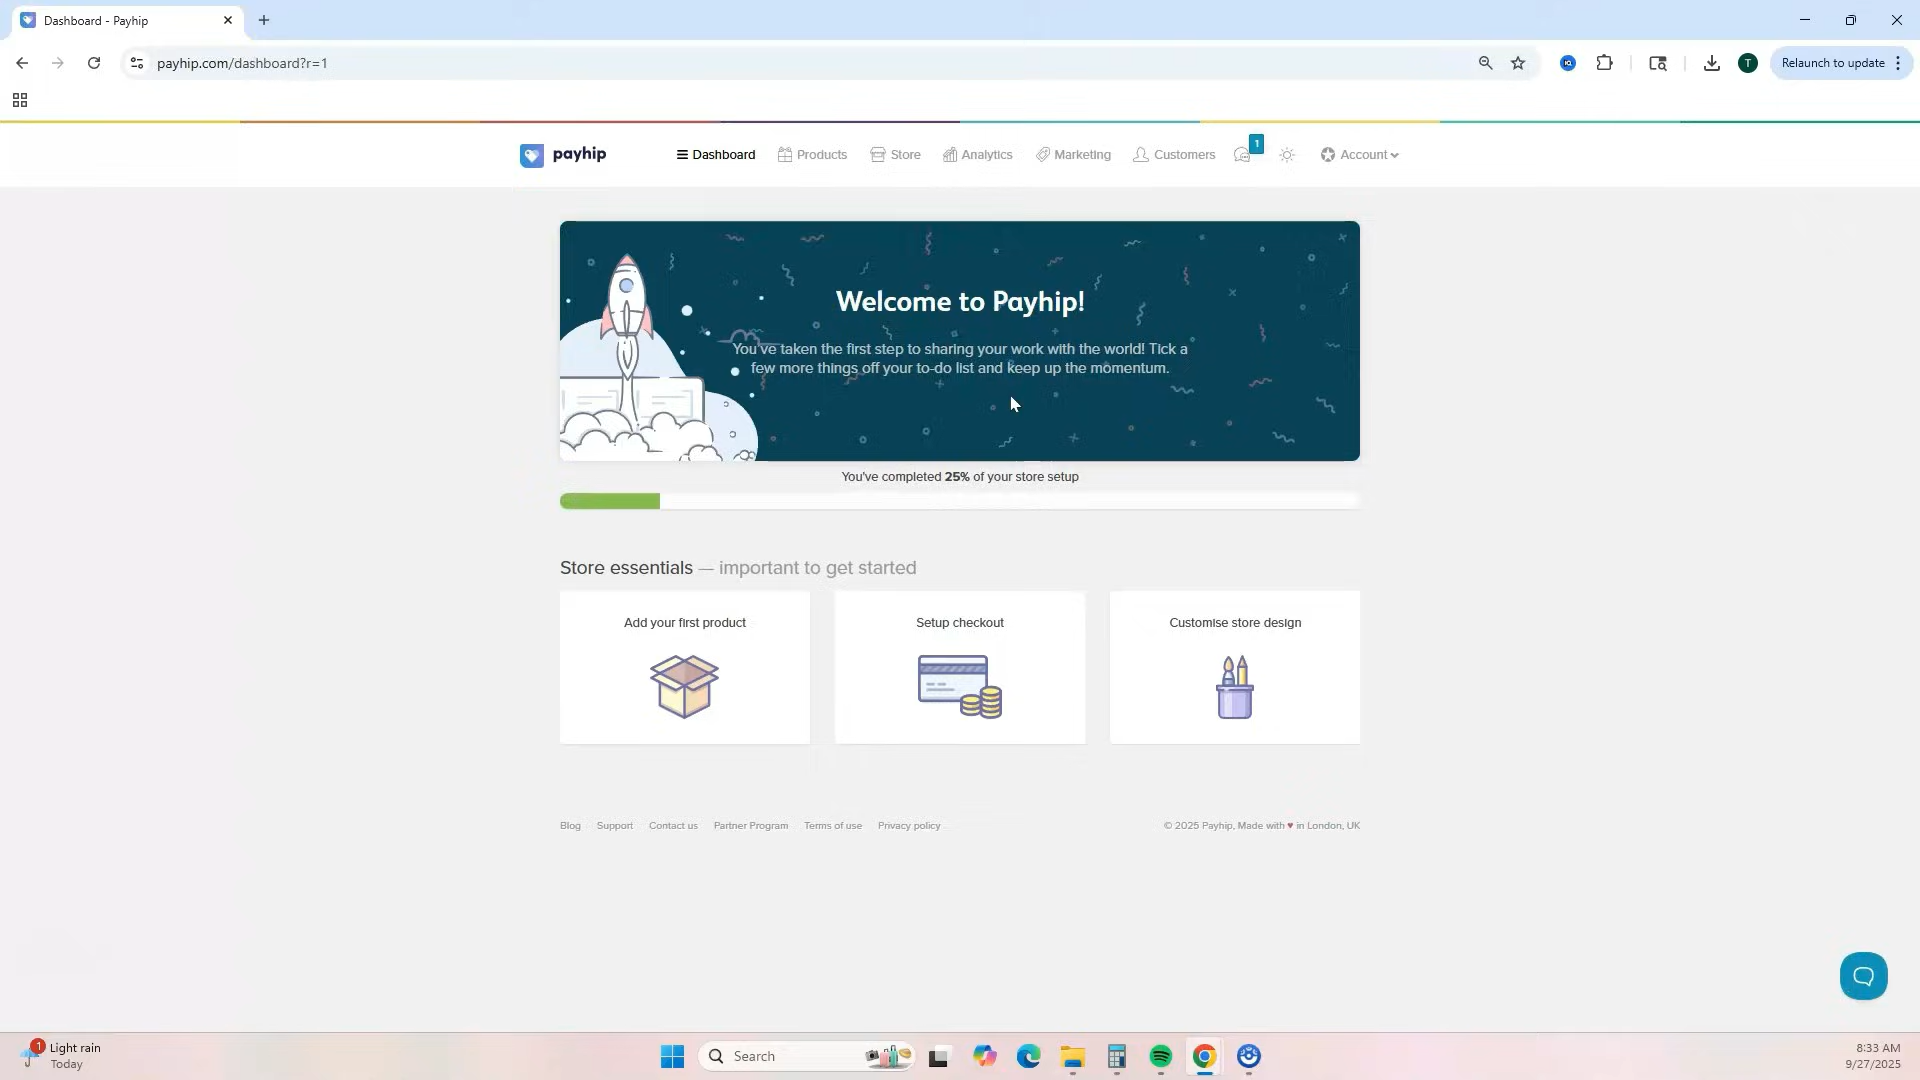 Dashboard - Payhip
payhip.com/dashboard?r=1
T
Relaunch to update
payhip
Dashboard
Products
Store
Analytics
Marketing
Customers
1
Account
Welcome to Payhip!
You've taken the first step to sharing your work with the world! Tick a
few more things off your to-do list and keep up the momentum.
You've completed 25% of your store setup
Store essentials — important to get started
Add your first product
Setup checkout
Customise store design
Blog
Support
Contact us
Partner Program
Terms of use
Privacy policy
© 2025 Payhip, Made with ♥ in London, UK
1
Light rain
Today
Search
8:33 AM
9/27/2025